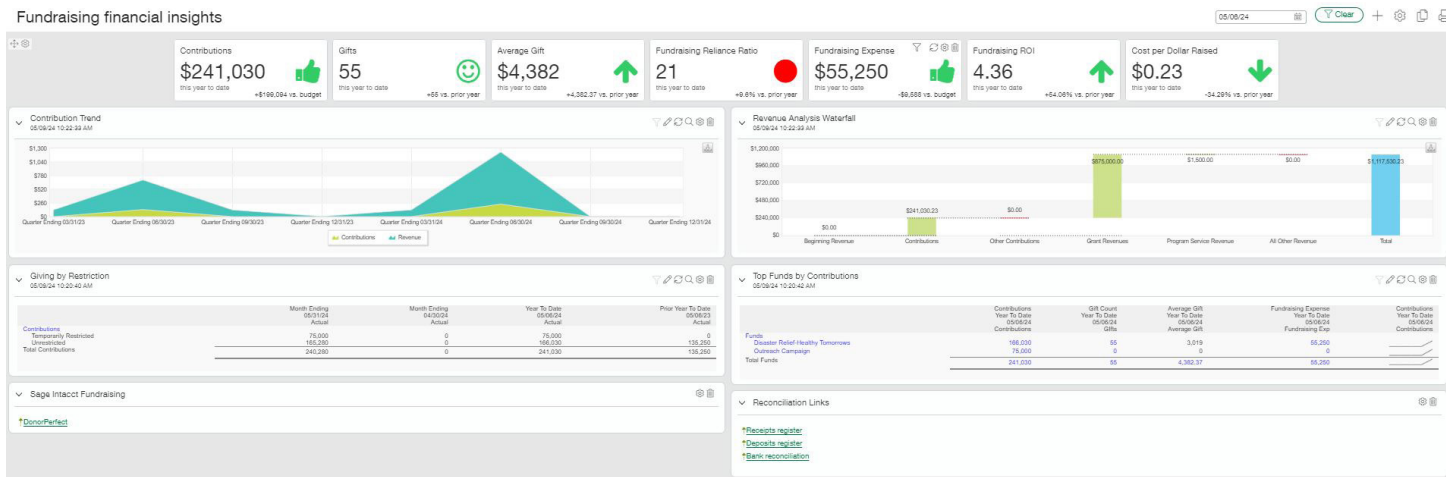 Fundraising financial insights
05/06/24
Clear
Contributions
$241,030
this year to date
+$199,094 vs. budget
Gifts
55
this year to date
+55 vs. prior year
Average Gift
$4,382
this year to date
+4,382.37 vs. prior year
Fundraising Reliance Ratio
21
this year to date
+9.6% vs. prior year
Fundraising Expense
$55,250
this year to date
-$9,588 vs. budget
Fundraising ROI
4.36
this year to date
+54.06% vs. prior year
Cost per Dollar Raised
$0.23
this year to date
-34.29% vs. prior year
Contribution Trend
05/09/24 10:22:33 AM
$1,300
$1,040
$780
$520
$260
$0
Quarter Ending 03/31/23 Quarter Ending 06/30/23 Quarter Ending 09/30/23 Quarter Ending 12/31/23 Quarter Ending 03/31/24 Quarter Ending 06/30/24 Quarter Ending 09/30/24 Quarter Ending 12/31/24
Contributions Revenue
Revenue Analysis Waterfall
05/09/24 10:22:33 AM
$1,200,000
$960,000
$720,000
$480,000
$240,000
$0
$0.00 $241,030.23 $0.00 $875,000.00 $1,500.00 $0.00 $1,117,530.23
Beginning Revenue Contributions Other Contributions Grant Revenues Program Service Revenue All Other Revenue Total
Giving by Restriction
05/09/24 10:20:40 AM
Month Ending Month Ending Year To Date Prior Year To Date
05/31/24 04/30/24 05/06/24 05/06/23
Actual Actual Actual Actual
Contributions
Temporarily Restricted 75,000 0 75,000 0
Unrestricted 165,280 0 166,030 135,250
Total Contributions 240,280 0 241,030 135,250
Top Funds by Contributions
05/09/24 10:20:42 AM
Contributions Gift Count Average Gift Fundraising Expense Contributions
Year To Date Year To Date Year To Date Year To Date Year To Date
05/06/24 05/06/24 05/06/24 05/06/24 05/06/24
Contributions Gifts Average Gift Fundraising Exp Contributions
Funds
Disaster Relief-Healthy Tomorrows 166,030 55 3,019 55,250
Outreach Campaign 75,000 0 0 0
Total Funds 241,030 55 4,382.37 55,250
Sage Intacct Fundraising
DonorPerfect
Reconciliation Links
Receipts register
Deposits register
Bank reconciliation